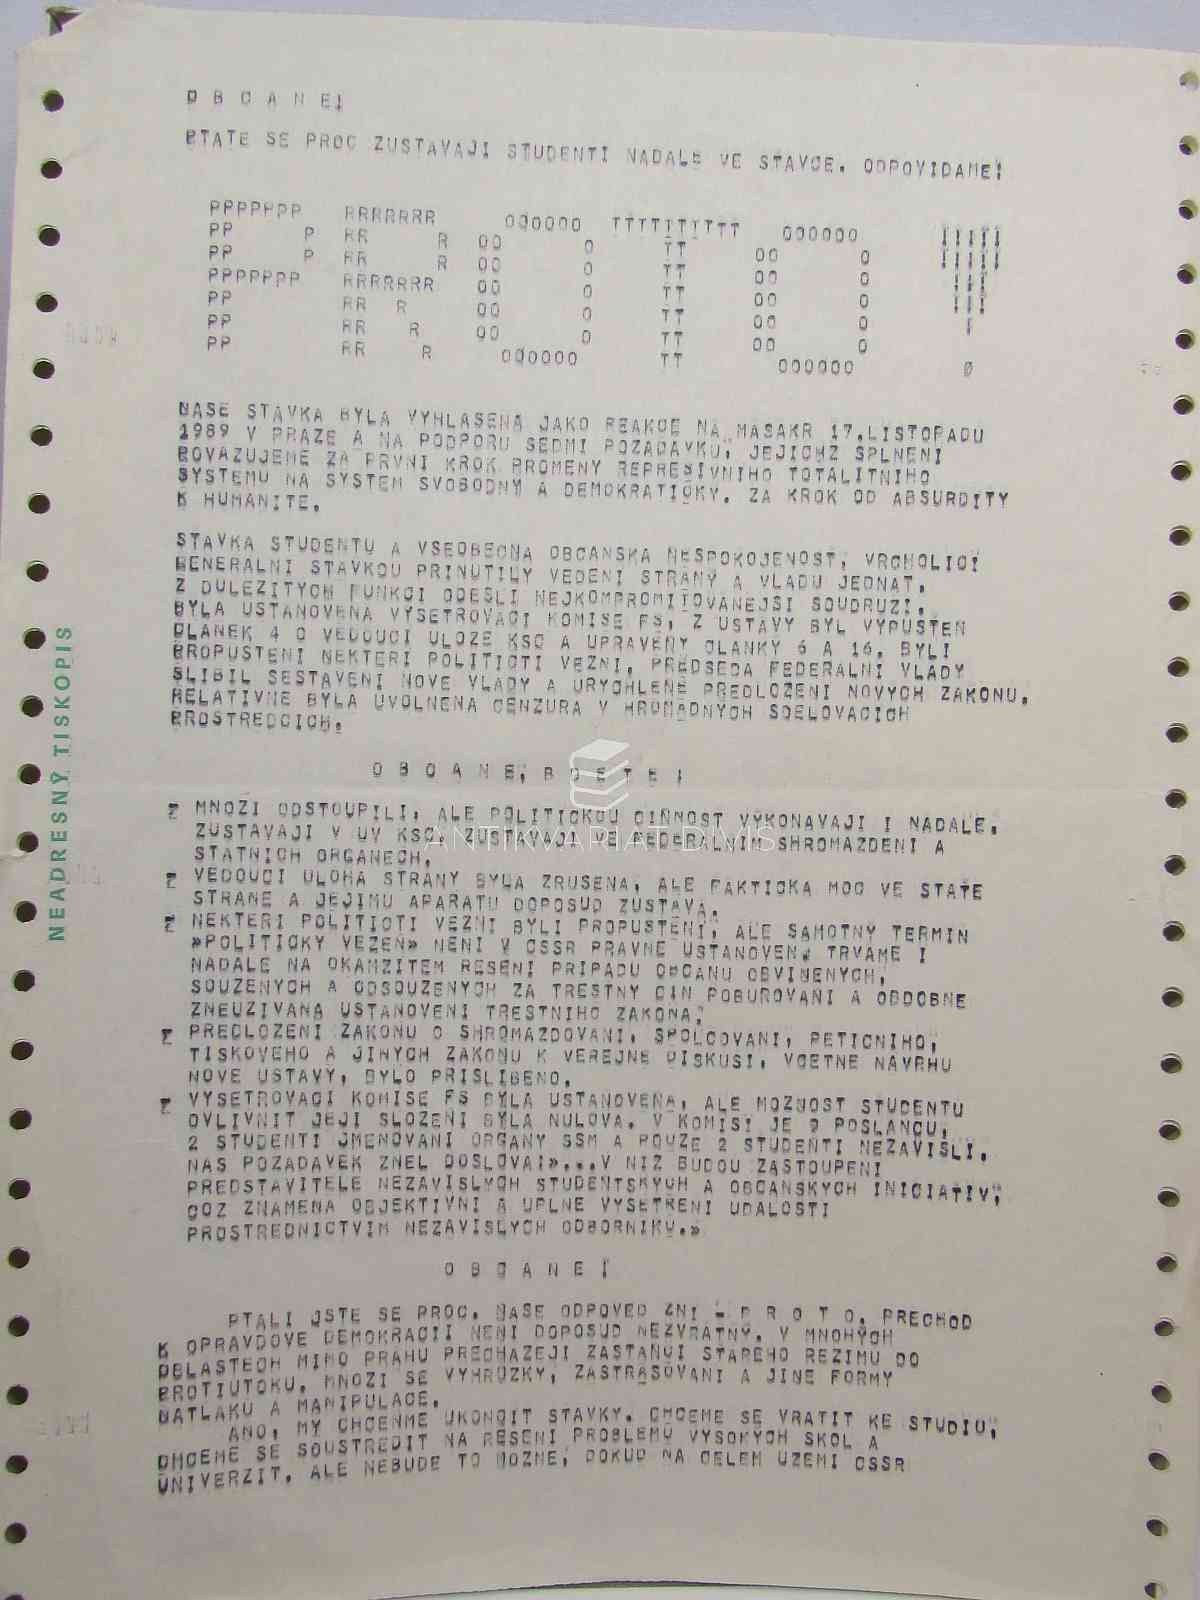 OBCANE!
PTATE SE PROC ZUSTAVAJI STUDENTI NADALE VE STAVCE. ODPOVIDAME!
PROTO!
NASE STAVKA BYLA VYHLASENA JAKO REAKCE NA MASAKR 17.LISTOPADU
1989 V PRAZE A NA PODPORU SEDMI POZADAVKU, JEJICHZ SPLNENI
POVAZUJEME ZA PRVNI KROK PROMENY REPRESIVNIHO TOTALITNIHO
SYSTEMU NA SYSTEM SVOBODNY A DEMOKRATICKY. ZA KROK OD ABSURDITY
K HUMANITE.
STAVKA STUDENTU A VSEOBECNA OBCANSKA NESPOKOJENOST, VRCHOLICI
GENERALNI STAVKOU PRINUTILY VEDENI STRANY A VLADU JEDNAT.
Z DULEZITYCH FUNKCI ODESLI NEJKOMPROMITOVANEJSI SOUDRUZI.
BYLA USTANOVENA VYSETROVACI KOMISE FS, Z USTAVY BYL VYPUSTEN
CLANEK 4 O VEDOUCI ULOZE KSC A UPRAVENY CLANKY 6 A 16. BYLI
PROPUSTENI NEKTERI POLITICTI VEZNI. PREDSEDA FEDERALNI VLADY
SLIBIL SESTAVENI NOVE VLADY A URYCHLENE PREDLOZENI NOVYCH ZAKONU.
RELATIVNE BYLA UVOLNENA CENZURA V HROMADNYCH SDELOVACICH
PROSTREDCICH.
OBCANE, BDETE!
Z MNOZI ODSTOUPILI, ALE POLITICKOU CINNOST VYKONAVAJI I NADALE.
ZUSTAVAJI V UV KSC. ZUSTAVAJI VE FEDERALNIM SHROMAZDENI A
STATNICH ORGANECH.
Z VEDOUCI ULOHA STRANY BYLA ZRUSENA, ALE FAKTICKA MOC VE STATE
STRANE A JEJIMU APARATU DOPOSUD ZUSTAVA.
Z NEKTERI POLITICTI VEZNI BYLI PROPUSTENI, ALE SAMOTNY TERMIN
»POLITICKY VEZEN» NENI V CSSR PRAVNE USTANOVEN. TRVAME I
NADALE NA OKAMZITEM RESENI PRIPADU OBCANU OBVINENYCH,
SOUZENYCH A ODSOUZENYCH ZA TRESTNY CIN POBUROVANI A OBDOBNE
ZNEUZIVANA USTANOVENI TRESTNIHO ZAKONA.
Z PREDLOZENI ZAKONU O SHROMAZDOVANI, SPOLCOVANI, PETICNIHO,
TISKOVEHO A JINYCH ZAKONU K VEREJNE DISKUSI, VCETNE NAVRHU
NOVE USTAVY, BYLO PRISLIBENO.
Z VYSETROVACI KOMISE FS BYLA USTANOVENA, ALE MOZNOST STUDENTU
OVLIVNIT JEJI SLOZENI BYLA NULOVA. V KOMISI JE 9 POSLANCU,
2 STUDENTI JMENOVANI ORGANY SSM A POUZE 2 STUDENTI NEZAVISLI.
NAS POZADAVEK ZNEL DOSLOVA:»...V NIZ BUDOU ZASTOUPENI
PREDSTAVITELE NEZAVISLYCH STUDENTSKYCH A OBCANSKYCH INICIATIV,
COZ ZNAMENA OBJEKTIVNI A UPLNE VYSETRENI UDALOSTI
PROSTREDNICTVIM NEZAVISLYCH ODBORNIKU.»
OBCANE!
PTALI JSTE SE PROC. NASE ODPOVED ZNI - P R O T O. PRECHOD
K OPRAVDOVE DEMOKRACII NENI DOPOSUD NEZVRATNY. V MNOHYCH
OBLASTECH MIMO PRAHU PRECHAZEJI ZASTANCI STAREHO REZIMU DO
PROTIUTOKU. MNOZI SE VYHRUZKY, ZASTRASOVANI A JINE FORMY
NATLAKU A MANIPULACE.
ANO, MY CHCENME UKONCIT STAVKY. CHCEME SE VRATIT KE STUDIU,
CHCEME SE SOUSTREDIT NA RESENI PROBLEMU VYSOKYCH SKOL A
UNIVERZIT. ALE NEBUDE TO MOZNE, DOKUD NA CELEM UZEMI CSSR
NEADRESNÝ TISKOPIS
ANTIKVARIAT DMS